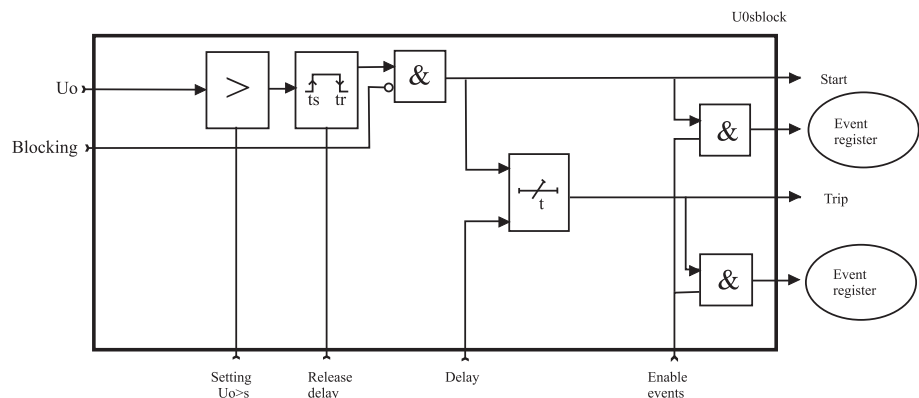 U0sblock
Uo
>
ts
tr
&
Start
Event
register
&
Blocking
t
Trip
&
Event
register
Setting
Uo>s
Release
delay
Delay
Enable
events